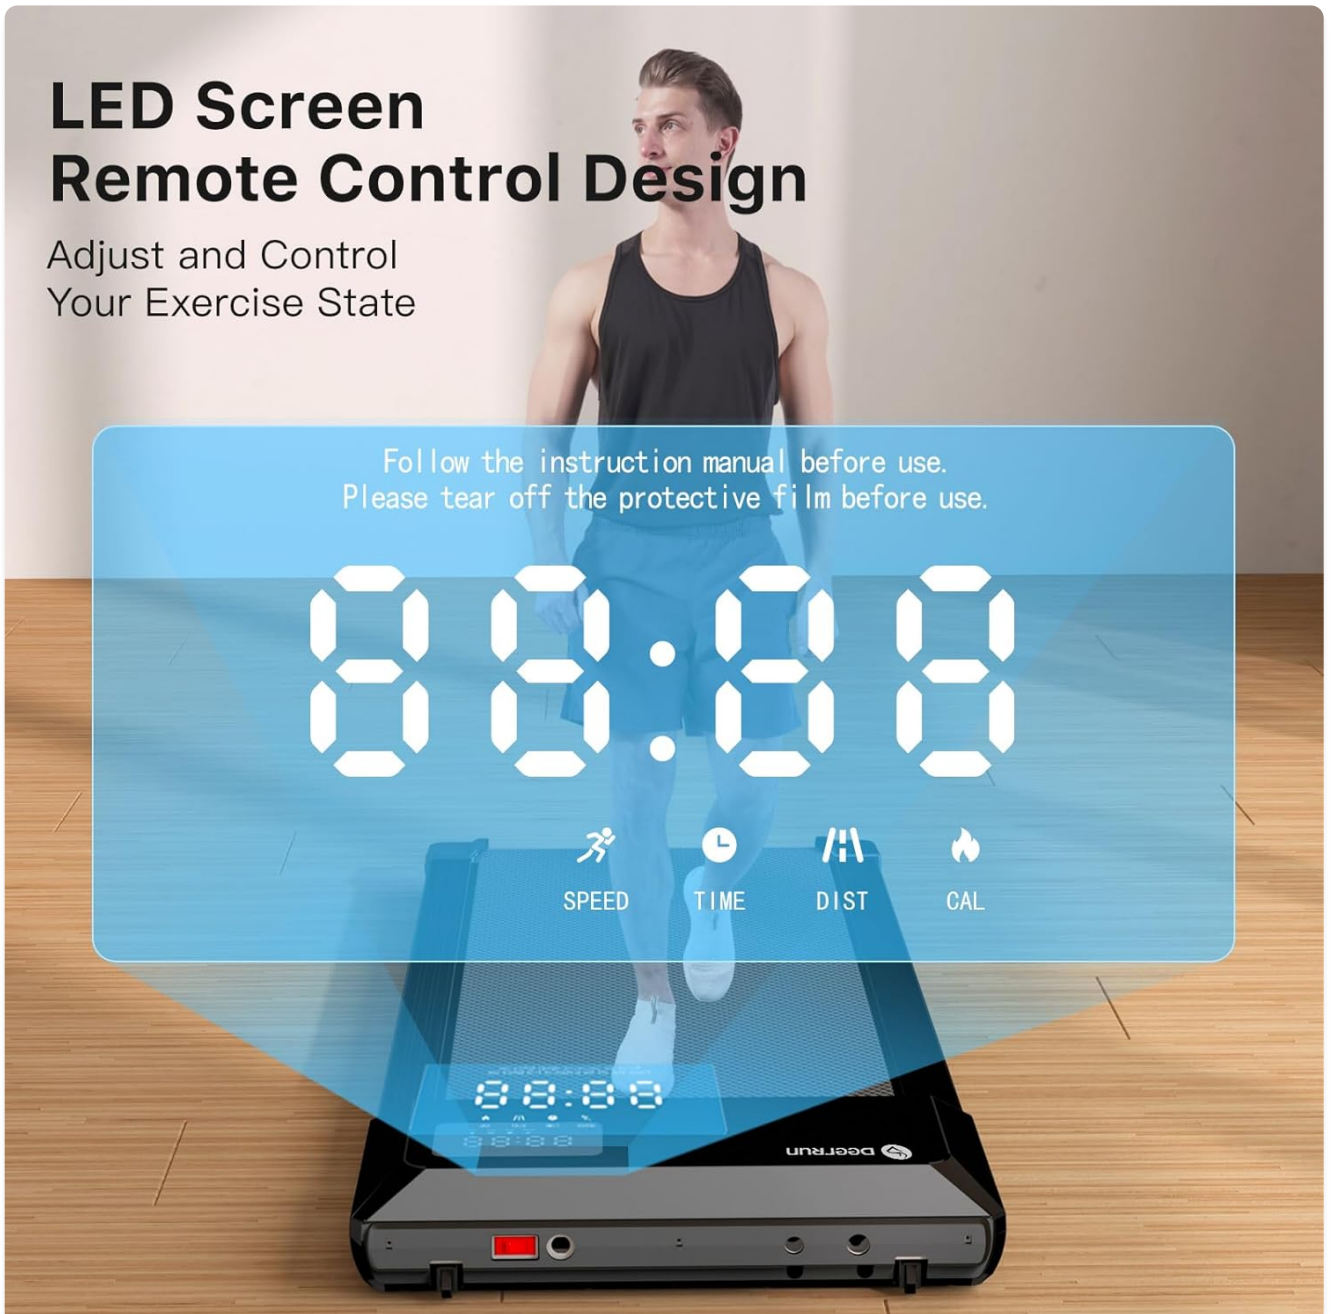 LED Screen
Remote Control Design
Adjust and Control
Your Exercise State
Follow the instruction manual before use.
Please tear off the protective film before use.
88:88
SPEED TIME DIST CAL
88:88
DeerRun